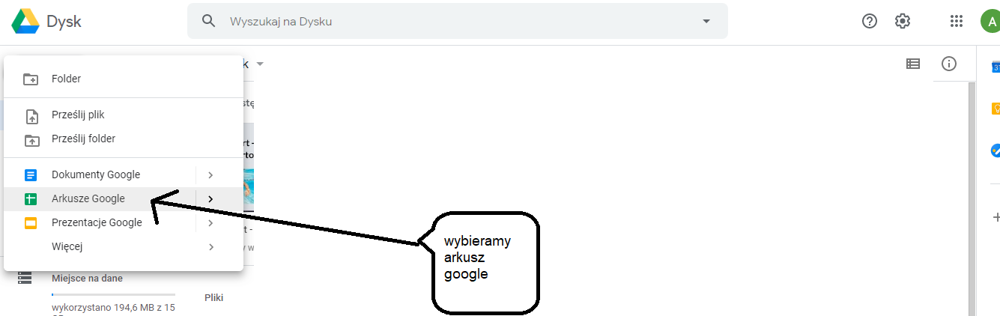 Dysk
Wyszukaj na Dysku
A
k
Folder
Prześlij plik
Prześlij folder
Dokumenty Google
Arkusze Google
Prezentacje Google
Więcej
wybieramy
arkusz
google
Miejsce na dane
wykorzystano 194,6 MB z 15
Pliki
31